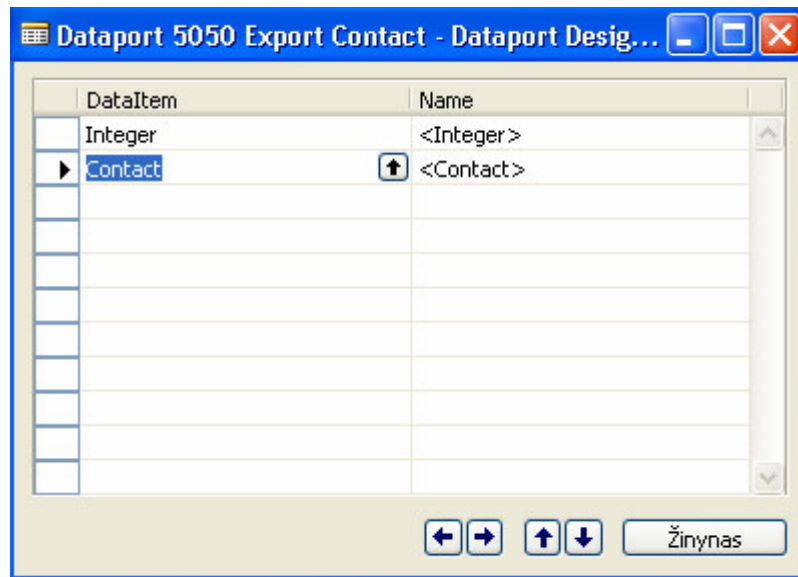 Dataport 5050 Export Contact - Dataport Desig...
DataItem Name
Integer <Integer>
Contact <Contact>
Žinynas